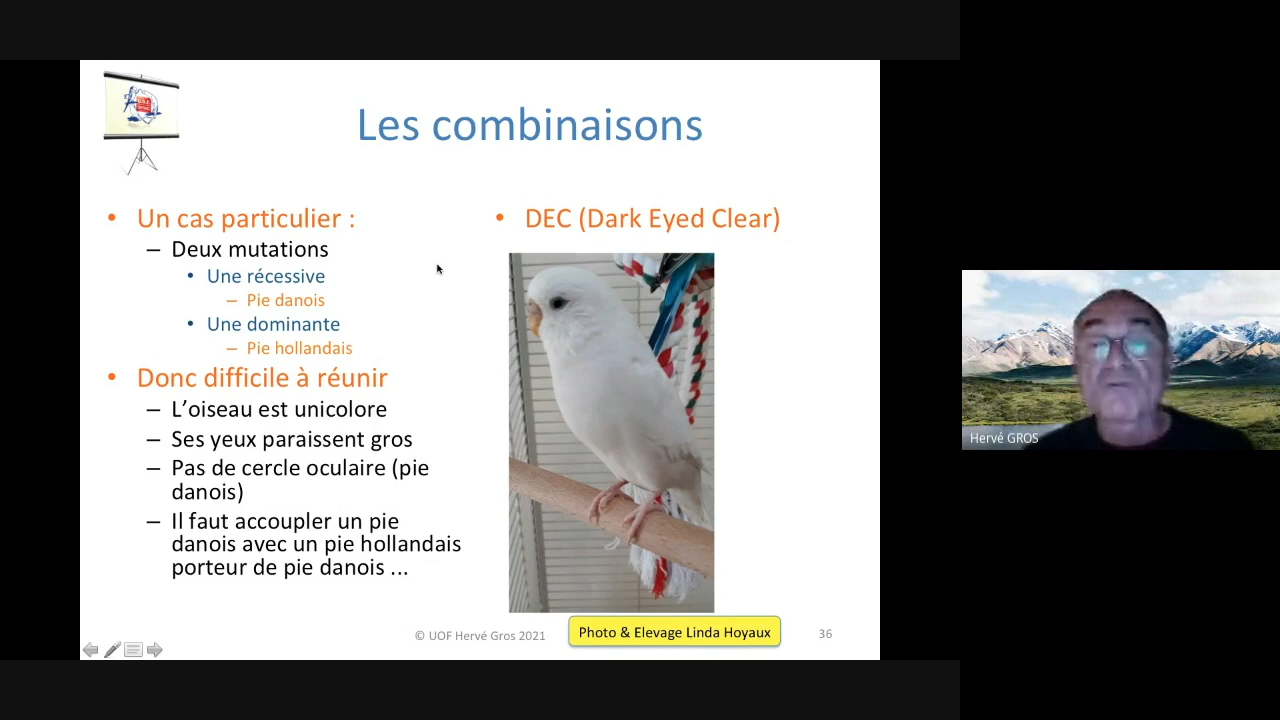 Les combinaisons
• Un cas particulier :
– Deux mutations
• Une récessive
– Pie danois
• Une dominante
– Pie hollandais
• Donc difficile à réunir
– L’oiseau est unicolore
– Ses yeux paraissent gros
– Pas de cercle oculaire (pie
danois)
– Il faut accoupler un pie
danois avec un pie hollandais
porteur de pie danois ...
• DEC (Dark Eyed Clear)
© UOF Hervé Gros 2021
Photo & Elevage Linda Hoyaux
36
Hervé GROS